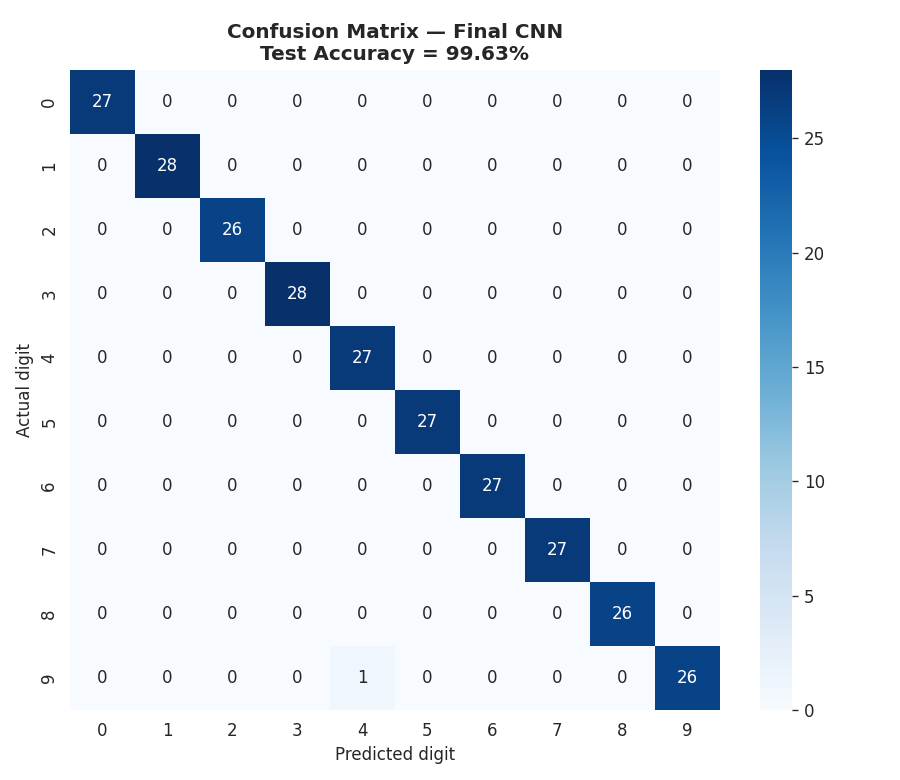 Confusion Matrix — Final CNN
Test Accuracy = 99.63%
0 27 0 0 0 0 0 0 0 0 0
1 0 28 0 0 0 0 0 0 0 0
2 0 0 26 0 0 0 0 0 0 0
3 0 0 0 28 0 0 0 0 0 0
4 0 0 0 0 27 0 0 0 0 0
5 0 0 0 0 0 27 0 0 0 0
6 0 0 0 0 0 0 27 0 0 0
7 0 0 0 0 0 0 0 27 0 0
8 0 0 0 0 0 0 0 0 26 0
9 0 0 0 0 1 0 0 0 0 26
0 1 2 3 4 5 6 7 8 9
Predicted digit
Actual digit
25
20
15
10
5
0